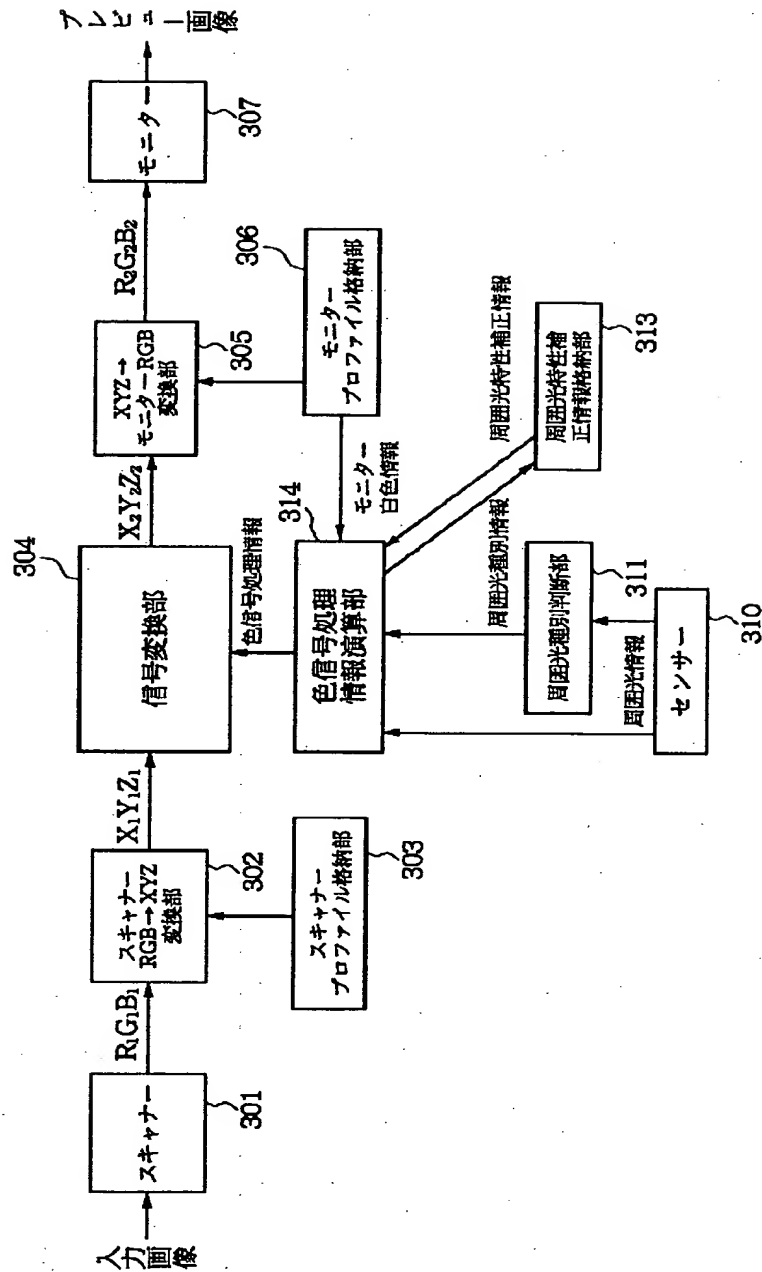 入力画像
スキャナー
301
R₁G₁B₁
スキャナー
RGB→XYZ
変換部
302
スキャナー
プロファイル格納部
303
X₁Y₁Z₁
信号変換部
304
X₂Y₂Z₂
XYZ→
モニターRGB
変換部
305
モニター
プロファイル格納部
306
R₂G₂B₂
モニター
307
プレビュー画像
色信号処理情報
モニター
白色情報
色信号処理
情報演算部
314
周囲光種別情報
周囲光特性補正情報
周囲光種別判断部
311
周囲光特性補
正情報格納部
313
周囲光情報
センサー
310